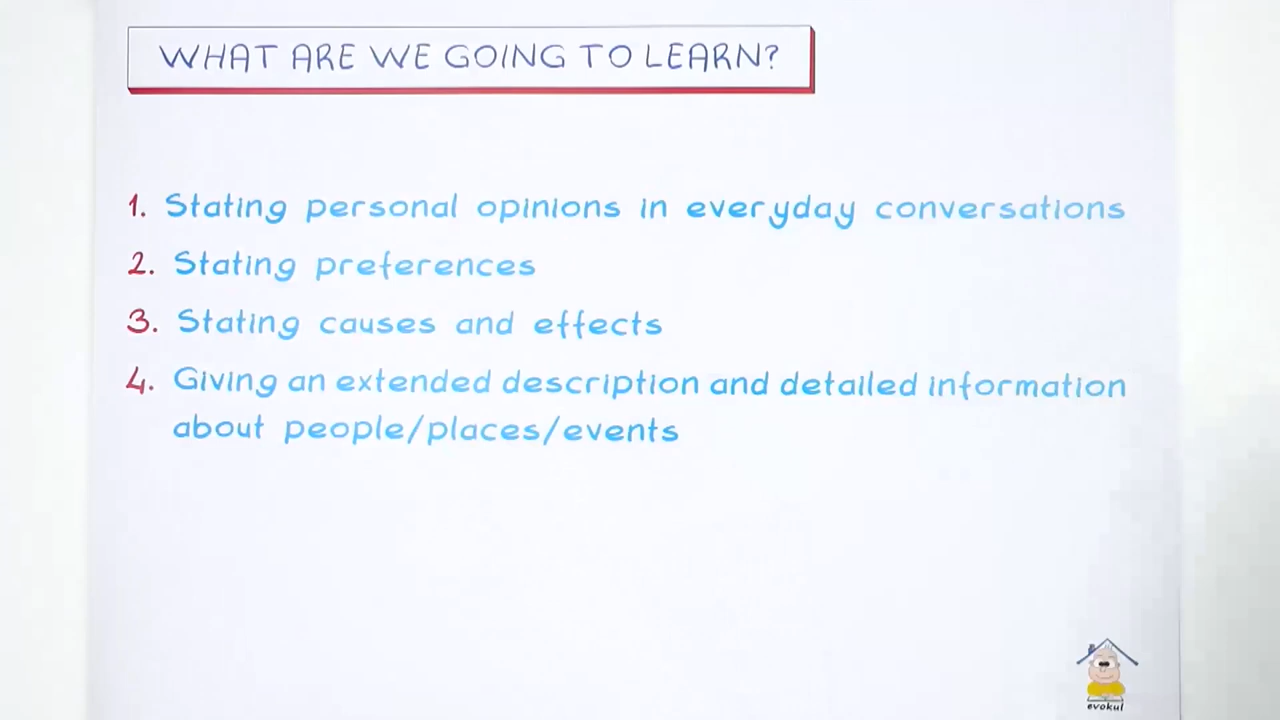 WHAT ARE WE GOING TO LEARN?
1. Stating personal opinions in everyday conversations
2. Stating preferences
3. Stating causes and effects
4. Giving an extended description and detailed information
about people/places/events
evokul